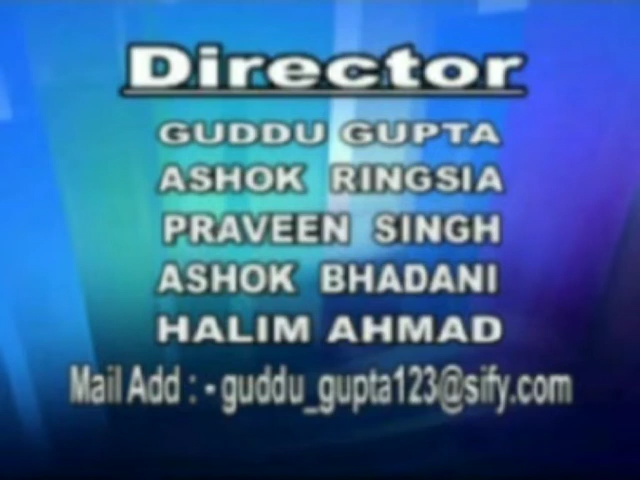 Director
GUDDU GUPTA
ASHOK RINGSIA
PRAVEEN SINGH
ASHOK BHADANI
HALIM AHMAD
Mail Add : - guddu_gupta123@sify.com